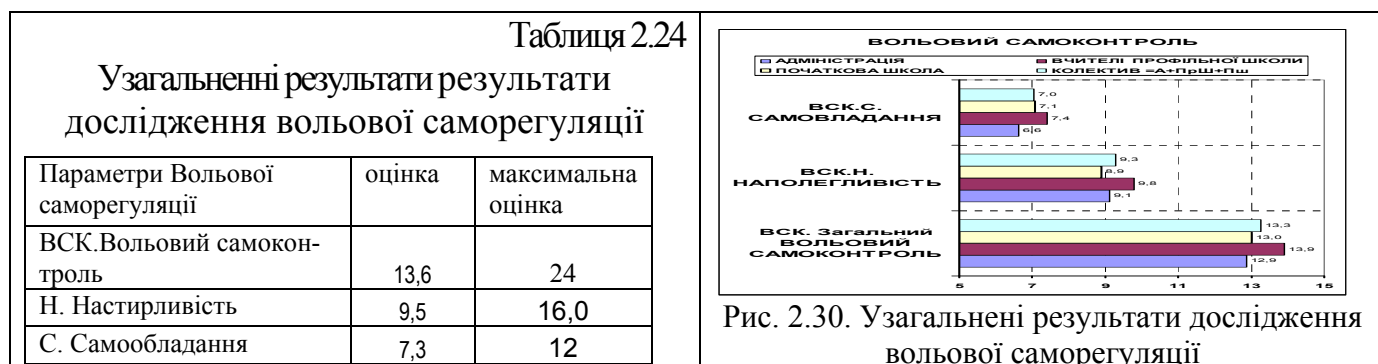 Таблиця 2.24
Узагальненні результати результати
дослідження вольової саморегуляції
Параметри Вольової саморегуляції оцінка максимальна оцінка
ВСК.Вольовий самокон-
троль 13,6 24
Н. Настирливість 9,5 16,0
С. Самообладання 7,3 12
ВОЛЬОВИЙ САМОКОНТРОЛЬ
АДМІНІСТРАЦІЯ ВЧИТЕЛІ ПРОФІЛЬНОЇ ШКОЛИ
ПОЧАТКОВА ШКОЛА КОЛЕКТИВ =А+ПрШ+Пш
ВСК.С.
САМОВЛАДАННЯ
7,0
7,1
7,4
6,6
ВСК.Н.
НАПОЛЕГЛИВІСТЬ
9,3
8,9
9,8
9,1
ВСК. Загальний
ВОЛЬОВИЙ
САМОКОНТРОЛЬ
13,3
13,0
13,9
12,9
5 7 9 11 13 15
Рис. 2.30. Узагальнені результати дослідження
вольової саморегуляції